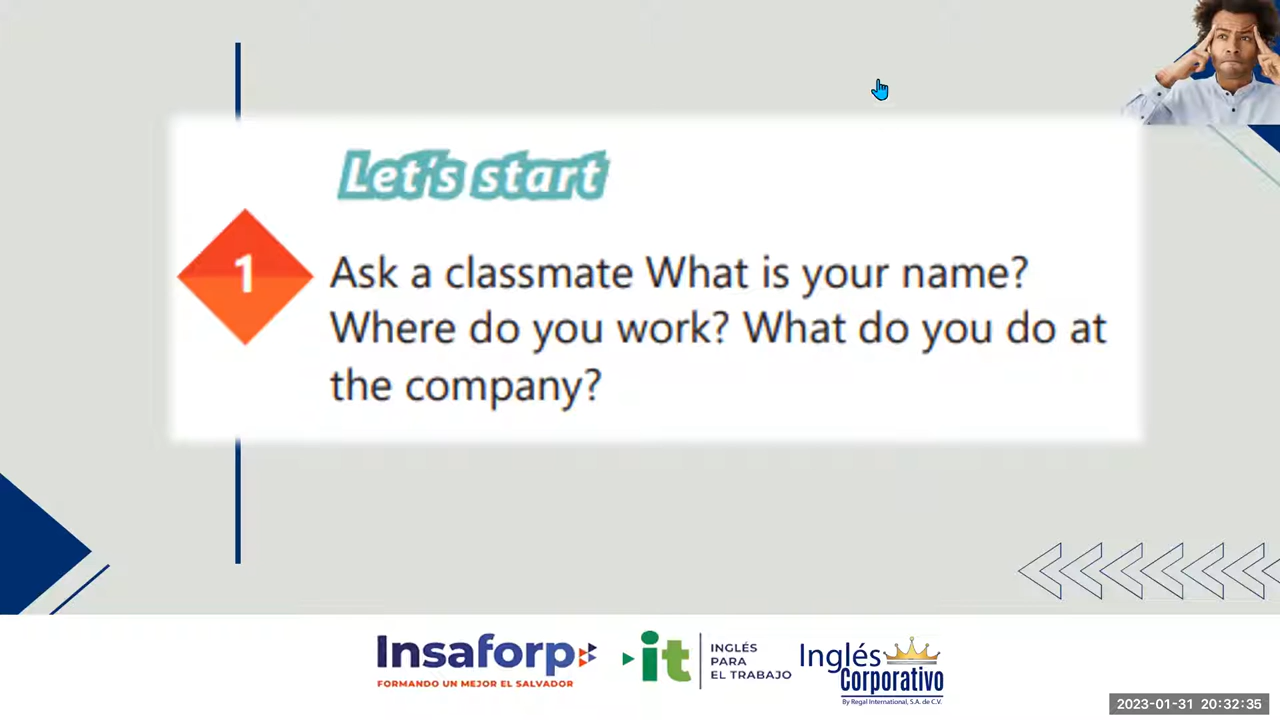 Let's start
1
Ask a classmate What is your name?
Where do you work? What do you do at
the company?
Insaforp
FORMANDO UN MEJOR EL SALVADOR
it
INGLÉS
PARA
EL TRABAJO
Inglés
Corporativo
By Regal International, S.A. de C.V.
2023-01-31 20:32:35